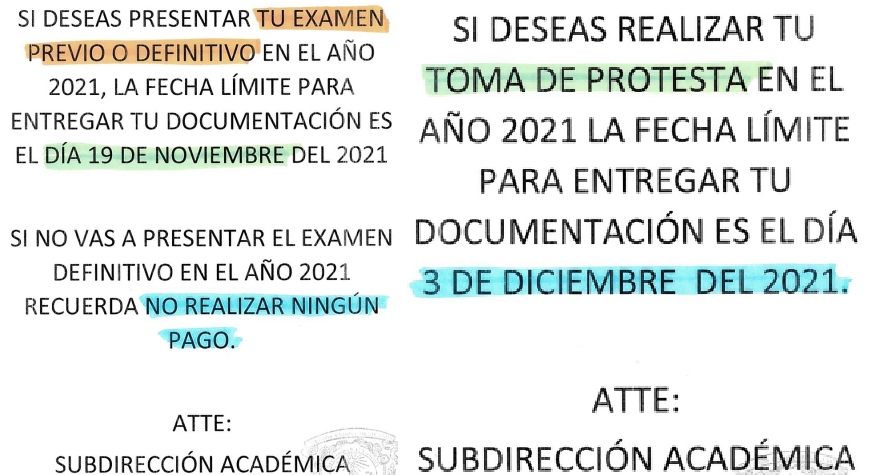 SI DESEAS PRESENTAR TU EXAMEN
PREVIO O DEFINITIVO EN EL AÑO
2021, LA FECHA LÍMITE PARA
ENTREGAR TU DOCUMENTACIÓN ES
EL DÍA 19 DE NOVIEMBRE DEL 2021
SI NO VAS A PRESENTAR EL EXAMEN
DEFINITIVO EN EL AÑO 2021
RECUERDA NO REALIZAR NINGÚN
PAGO.
ATTE:
SUBDIRECCIÓN ACADÉMICA
SI DESEAS REALIZAR TU
TOMA DE PROTESTA EN EL
AÑO 2021 LA FECHA LÍMITE
PARA ENTREGAR TU
DOCUMENTACIÓN ES EL DÍA
3 DE DICIEMBRE DEL 2021.
ATTE:
SUBDIRECCIÓN ACADÉMICA